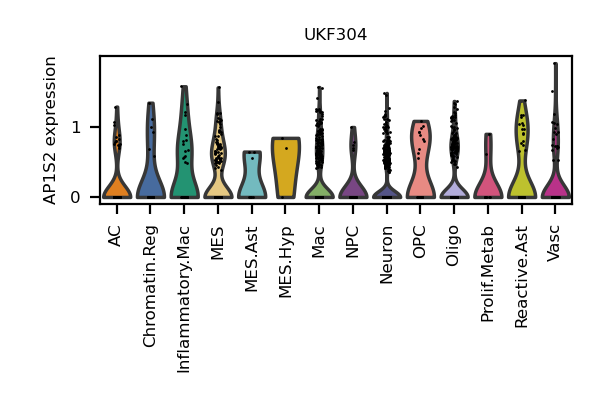 UKF304
AP1S2 expression
1
0
AC
Chromatin.Reg
Inflammatory.Mac
MES
MES.Ast
MES.Hyp
Mac
NPC
Neuron
OPC
Oligo
Prolif.Metab
Reactive.Ast
Vasc